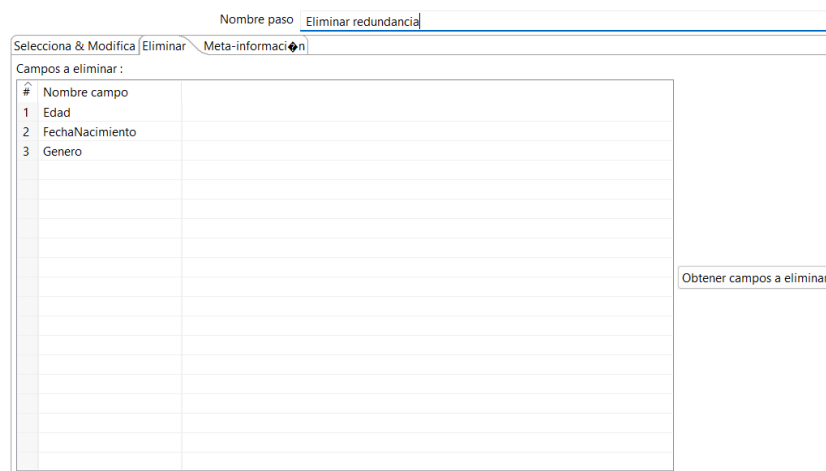 Nombre paso Eliminar redundancia
Selecciona & Modifica Eliminar Meta-informaci�n
Campos a eliminar :
# Nombre campo
1 Edad
2 FechaNacimiento
3 Genero
Obtener campos a eliminar